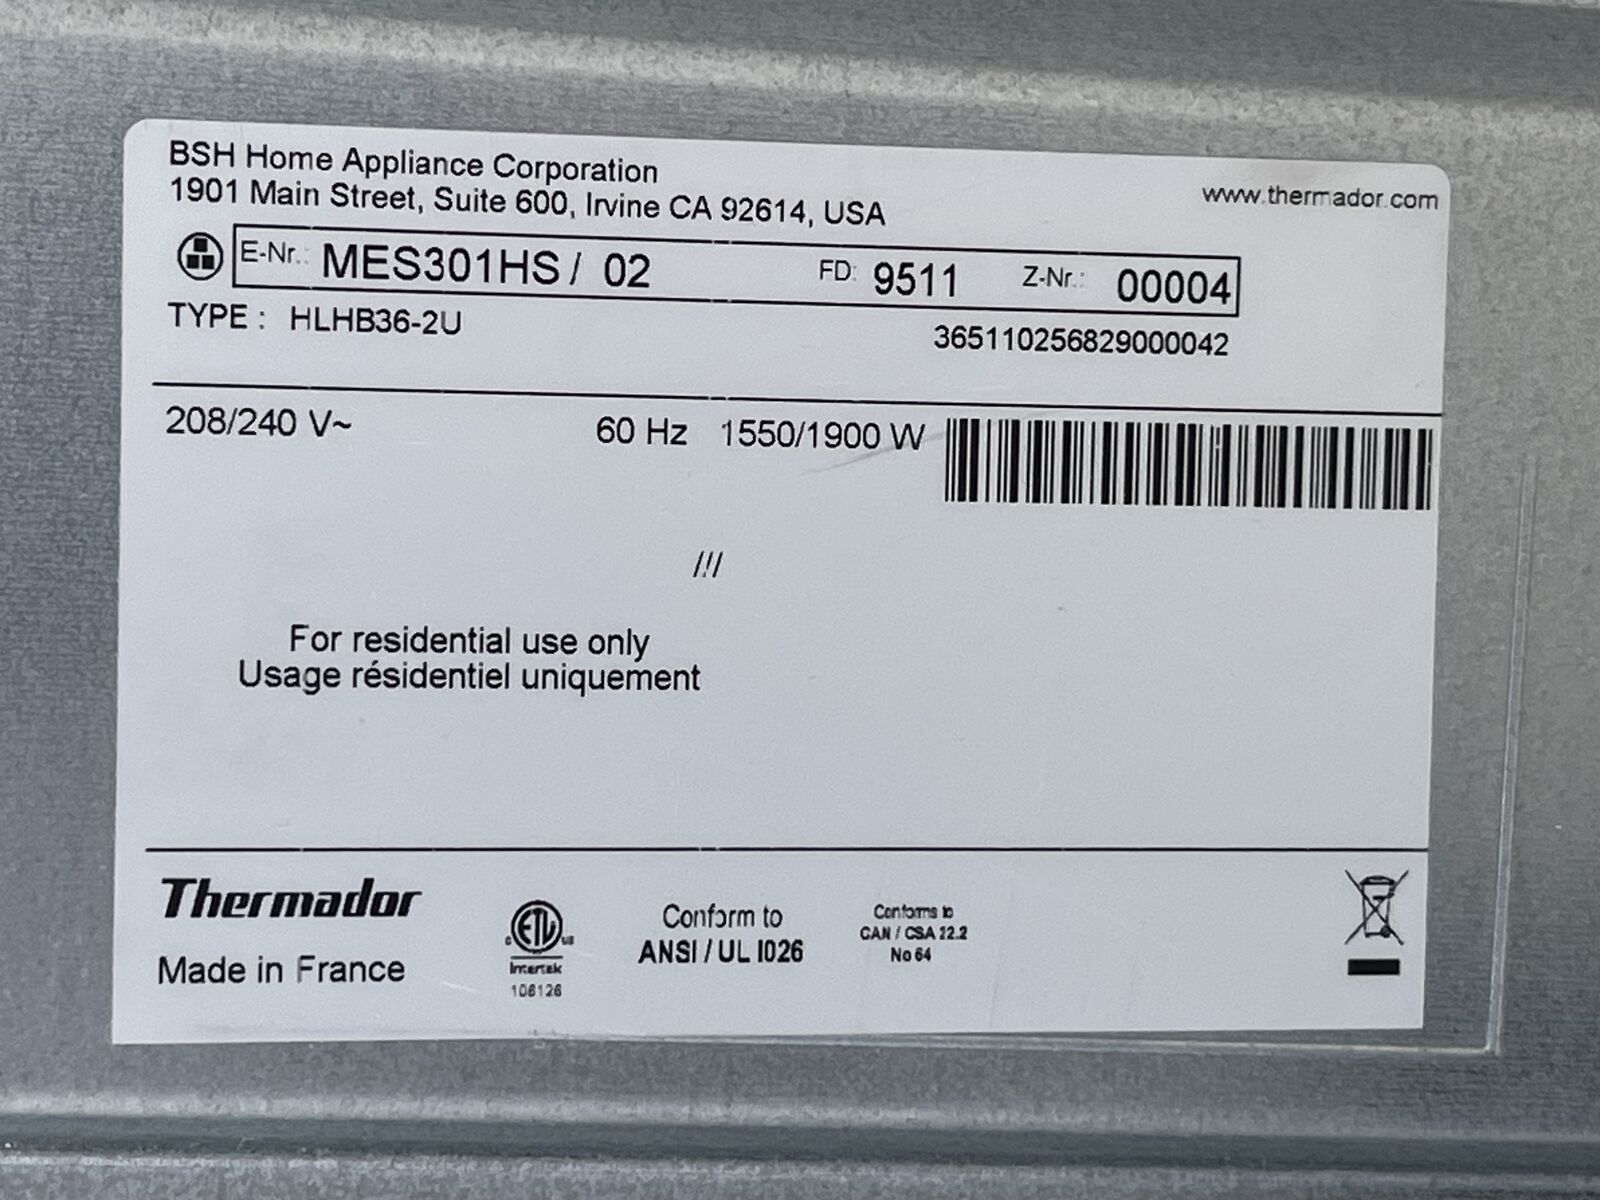 BSH Home Appliance Corporation
1901 Main Street, Suite 600, Irvine CA 92614, USA
www.thermador.com
E-Nr.: MES301HS / 02 FD: 9511 Z-Nr.: 00004
TYPE : HLHB36-2U
365110256829000042
208/240 V~ 60 Hz 1550/1900 W
///
For residential use only
Usage résidentiel uniquement
Thermador
Made in France
c ETL us
Intertek
106126
Conform to
ANSI / UL 1026
Conforms to
CAN / CSA 22.2
No 64